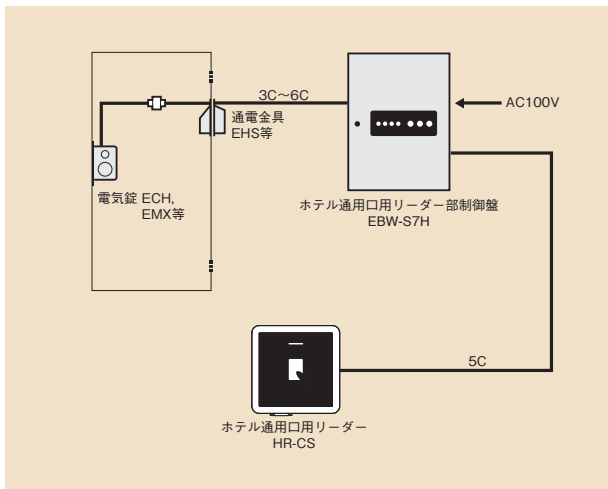 3C～6C
通電金具
EHS等
AC100V
電気錠 ECH,
EMX等
ホテル通用口用リーダー部制御盤
EBW-S7H
5C
ホテル通用口用リーダー
HR-CS